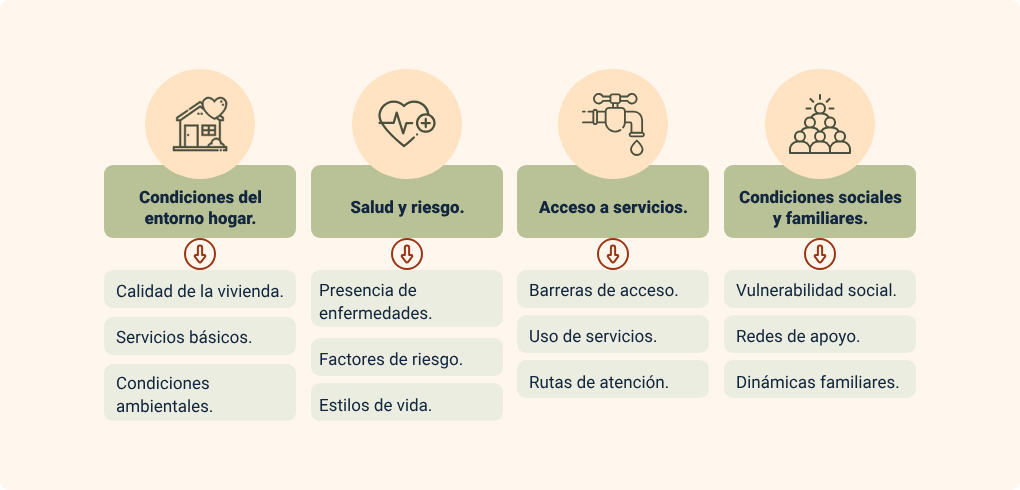 Condiciones del
entorno hogar.
Calidad de la vivienda.
Servicios básicos.
Condiciones
ambientales.
Salud y riesgo.
Presencia de
enfermedades.
Factores de riesgo.
Estilos de vida.
Acceso a servicios.
Barreras de acceso.
Uso de servicios.
Rutas de atención.
Condiciones sociales
y familiares.
Vulnerabilidad social.
Redes de apoyo.
Dinámicas familiares.